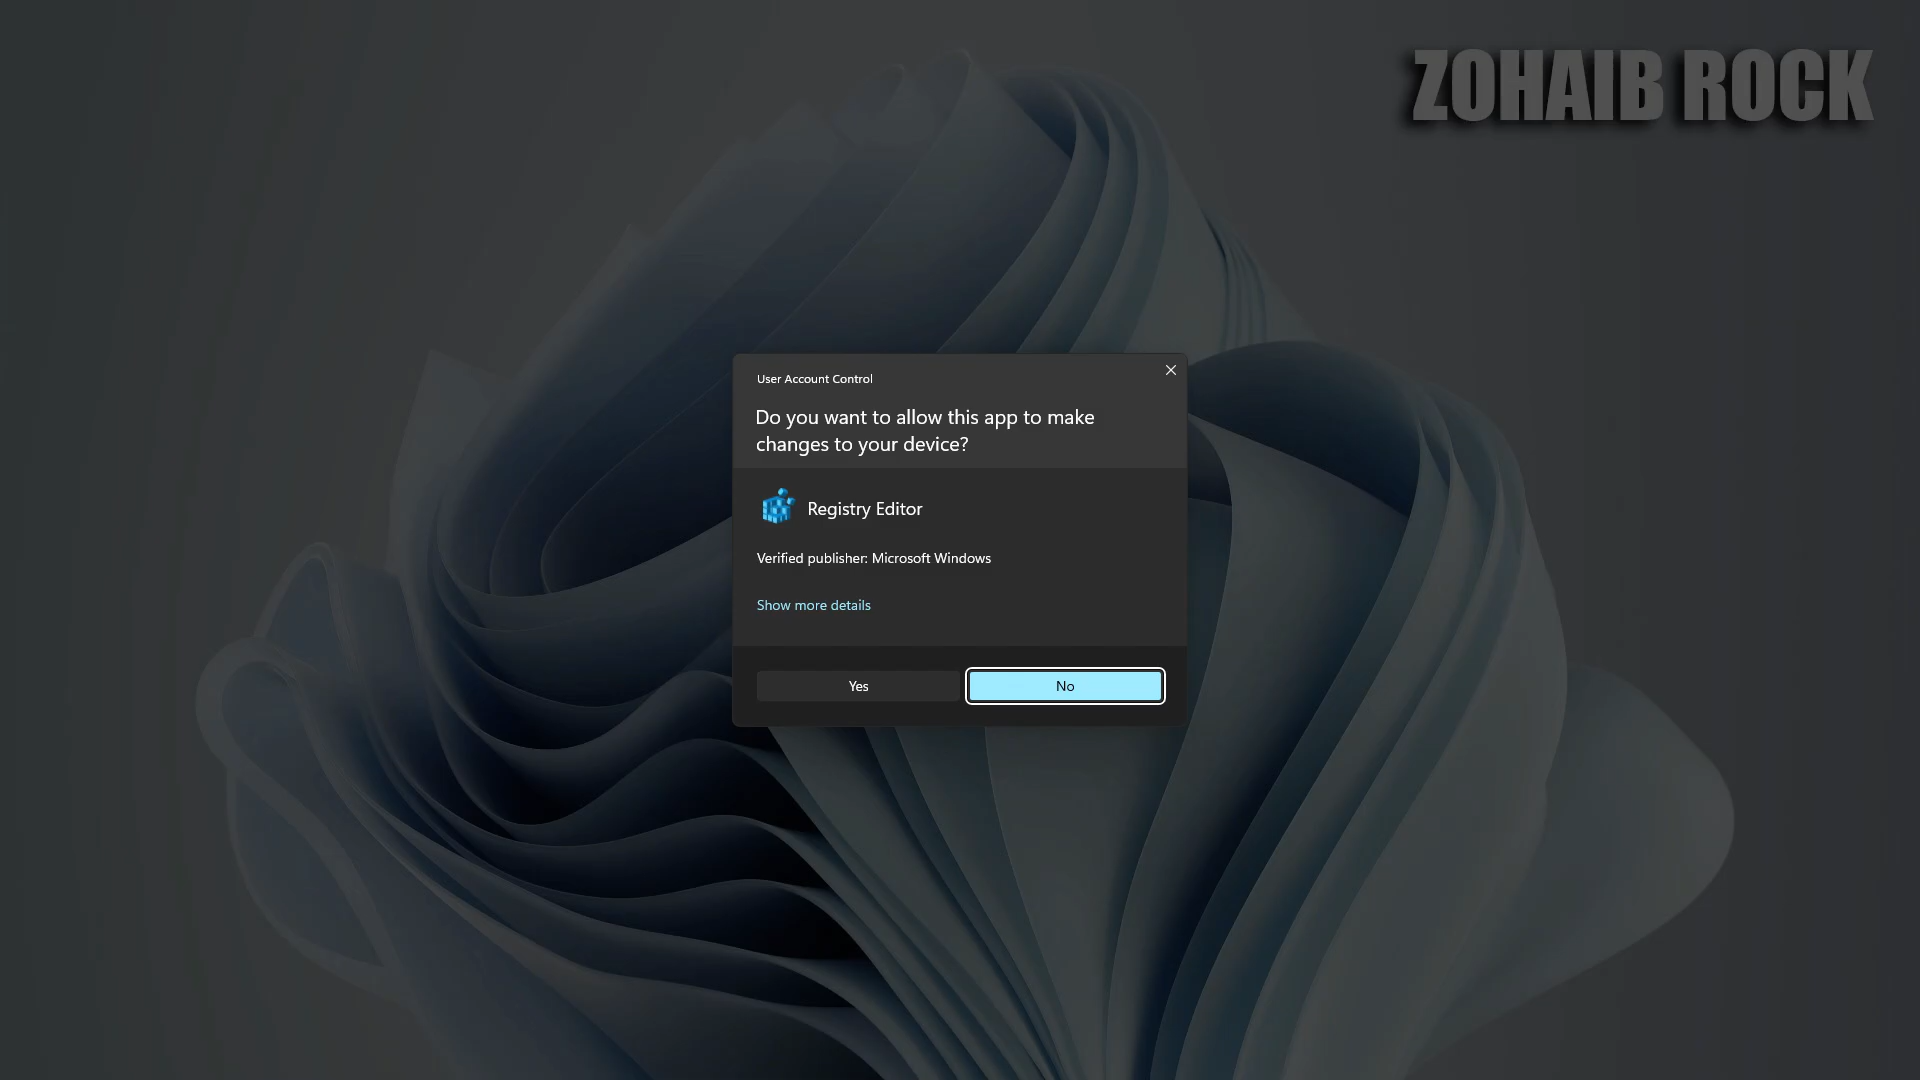 ZOHAIB ROCK
User Account Control
Do you want to allow this app to make
changes to your device?
Registry Editor
Verified publisher: Microsoft Windows
Show more details
Yes
No